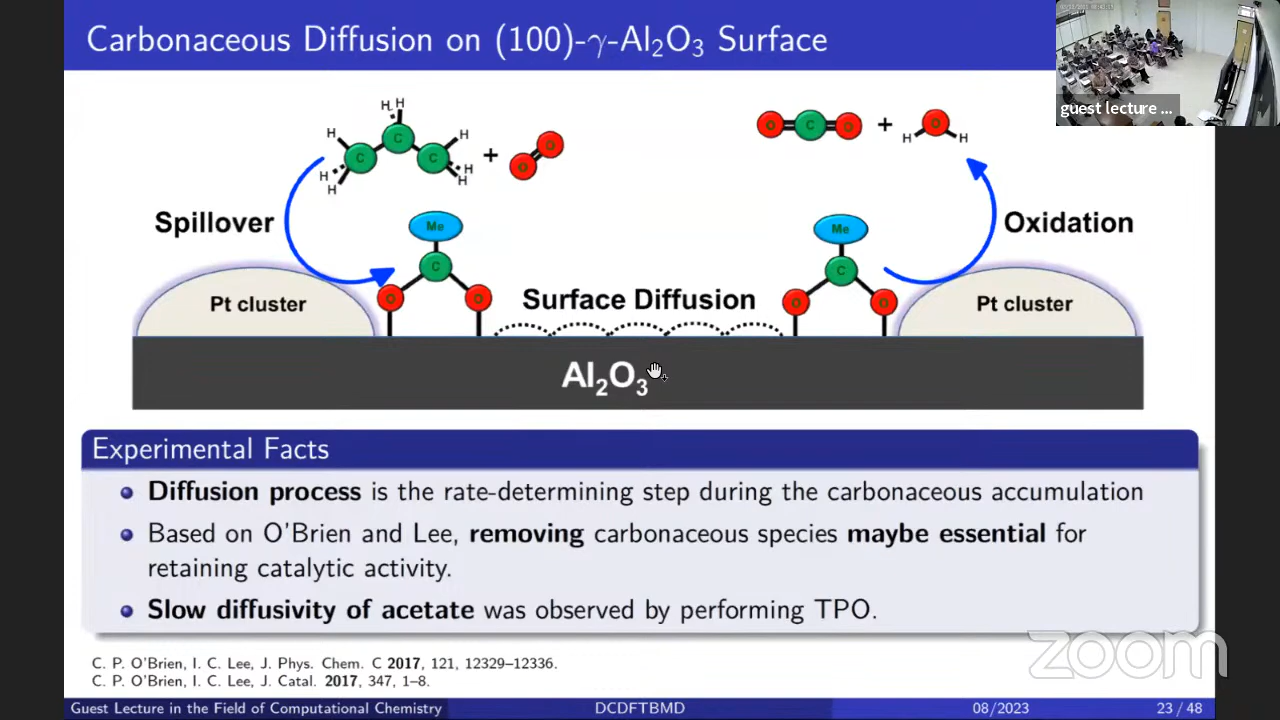 Carbonaceous Diffusion on (100)-γ-Al₂O₃ Surface
guest lecture ...
H H
H C C C H
H H H
H H
+ O O
O C O + O
H H
Spillover
Me
C
O O
Pt cluster
Surface Diffusion
Me
C
O O
Oxidation
Pt cluster
Al₂O₃
Experimental Facts
Diffusion process is the rate-determining step during the carbonaceous accumulation
Based on O'Brien and Lee, removing carbonaceous species maybe essential for
retaining catalytic activity.
Slow diffusivity of acetate was observed by performing TPO.
zoom
C. P. O'Brien, I. C. Lee, J. Phys. Chem. C 2017, 121, 12329–12336.
C. P. O'Brien, I. C. Lee, J. Catal. 2017, 347, 1–8.
Guest Lecture in the Field of Computational Chemistry DCDFTBMD 08/2023 23 / 48